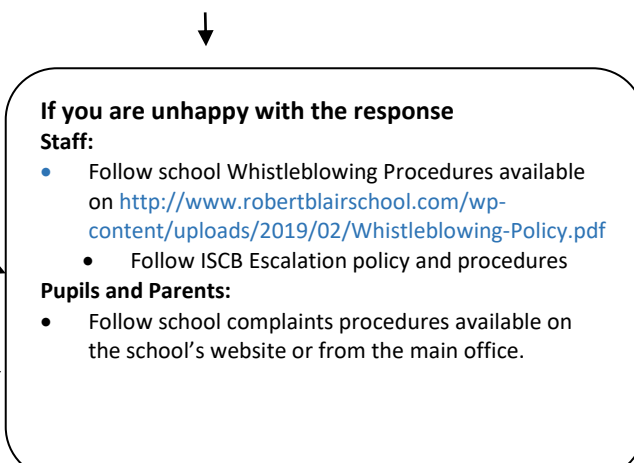 If you are unhappy with the response
Staff:
• Follow school Whistleblowing Procedures available
on http://www.robertblairschool.com/wp-
content/uploads/2019/02/Whistleblowing-Policy.pdf
• Follow ISCB Escalation policy and procedures
Pupils and Parents:
• Follow school complaints procedures available on
the school’s website or from the main office.